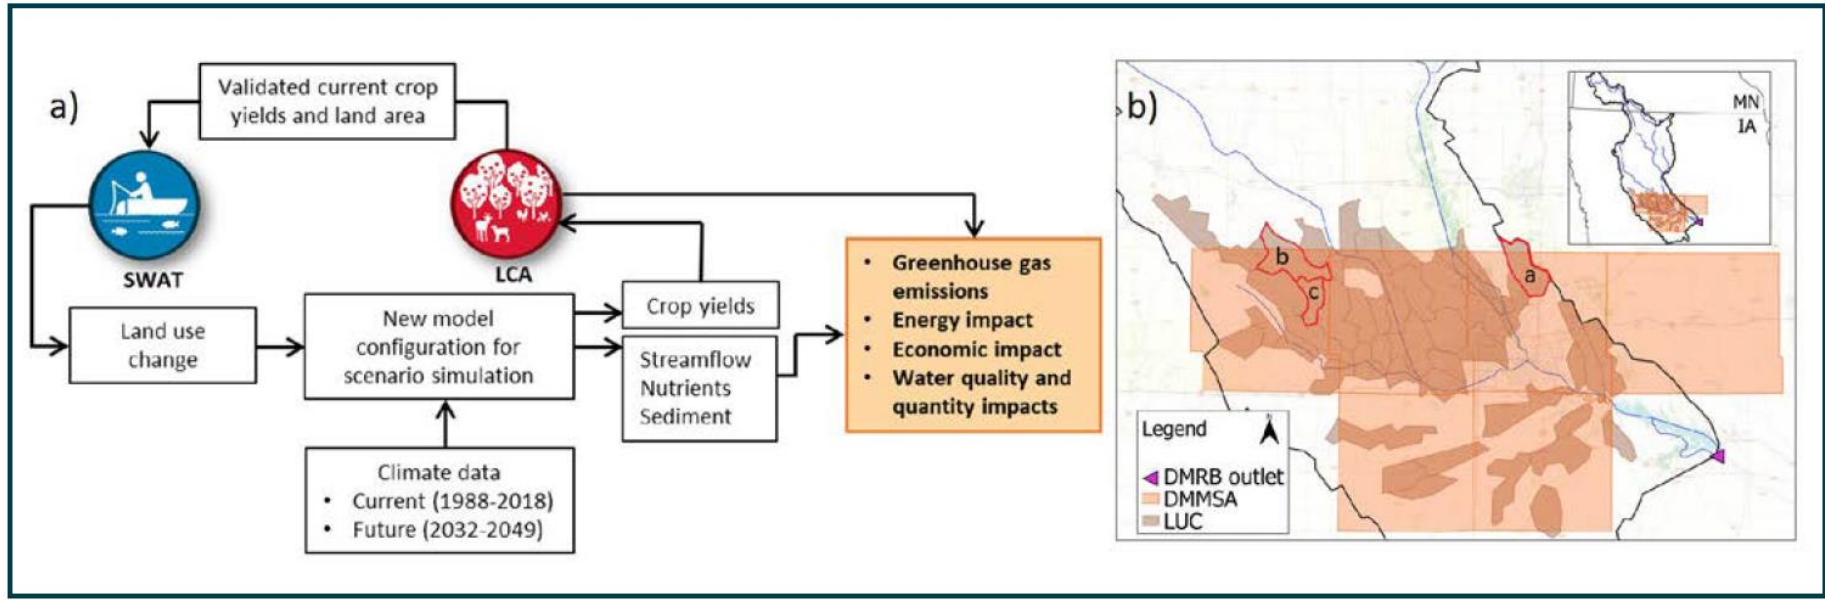 a)
Validated current crop
yields and land area
SWAT
LCA
Land use
change
New model
configuration for
scenario simulation
Crop yields
Streamflow
Nutrients
Sediment
Climate data
• Current (1988-2018)
• Future (2032-2049)
• Greenhouse gas
emissions
• Energy impact
• Economic impact
• Water quality and
quantity impacts
b)
MN
IA
b
a
c
Legend
DMRB outlet
DMMSA
LUC